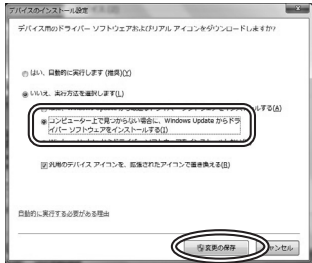 デバイスのインストール設定
デバイス用のドライバー ソフトウェアおよびリアル アイコンをダウンロードしますか?
はい、自動的に実行します (推奨)(Y)
いいえ、実行方法を選択します(L)
ルする(A)
コンピューター上で見つからない場合に、Windows Update からドラ
イバー ソフトウェアをインストールする(I)
汎用のデバイス アイコンを、拡張されたアイコンで置き換える(R)
自動的に実行する必要がある理由
変更の保存
ャンセル